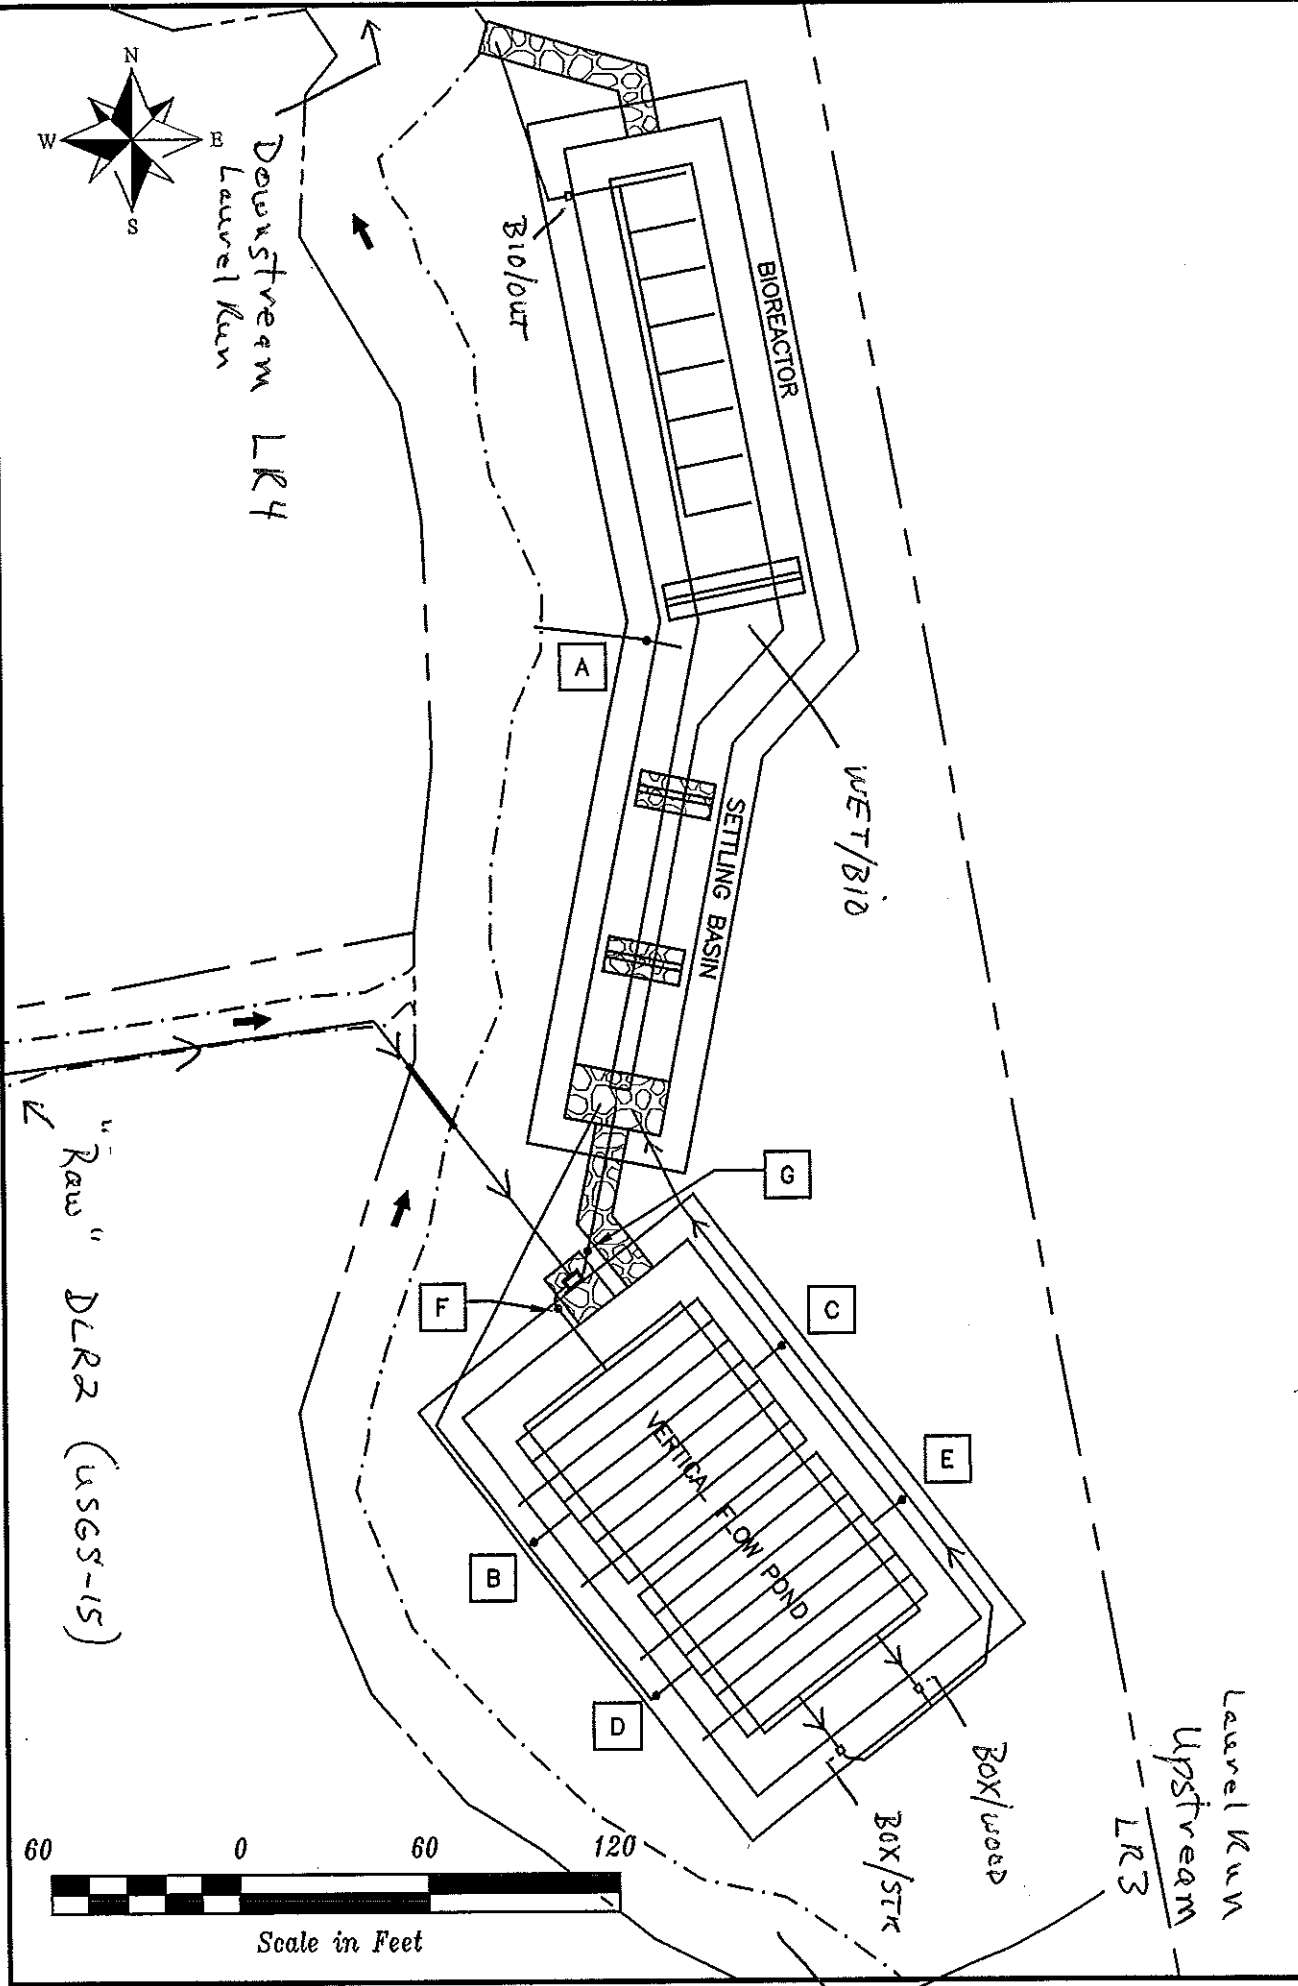 N
W
E
S
Downstream LR4
Laurel Run
BIO/OUT
BIOREACTOR
A
WET/BIO
SETTLING BASIN
G
F
C
E
VERTICAL FLOW POND
B
D
"Raw" DLR2 (USGS-15)
BOX/WOOD
BOX/STK
Laurel Run
Upstream
LR3
60 0 60 120
Scale in Feet